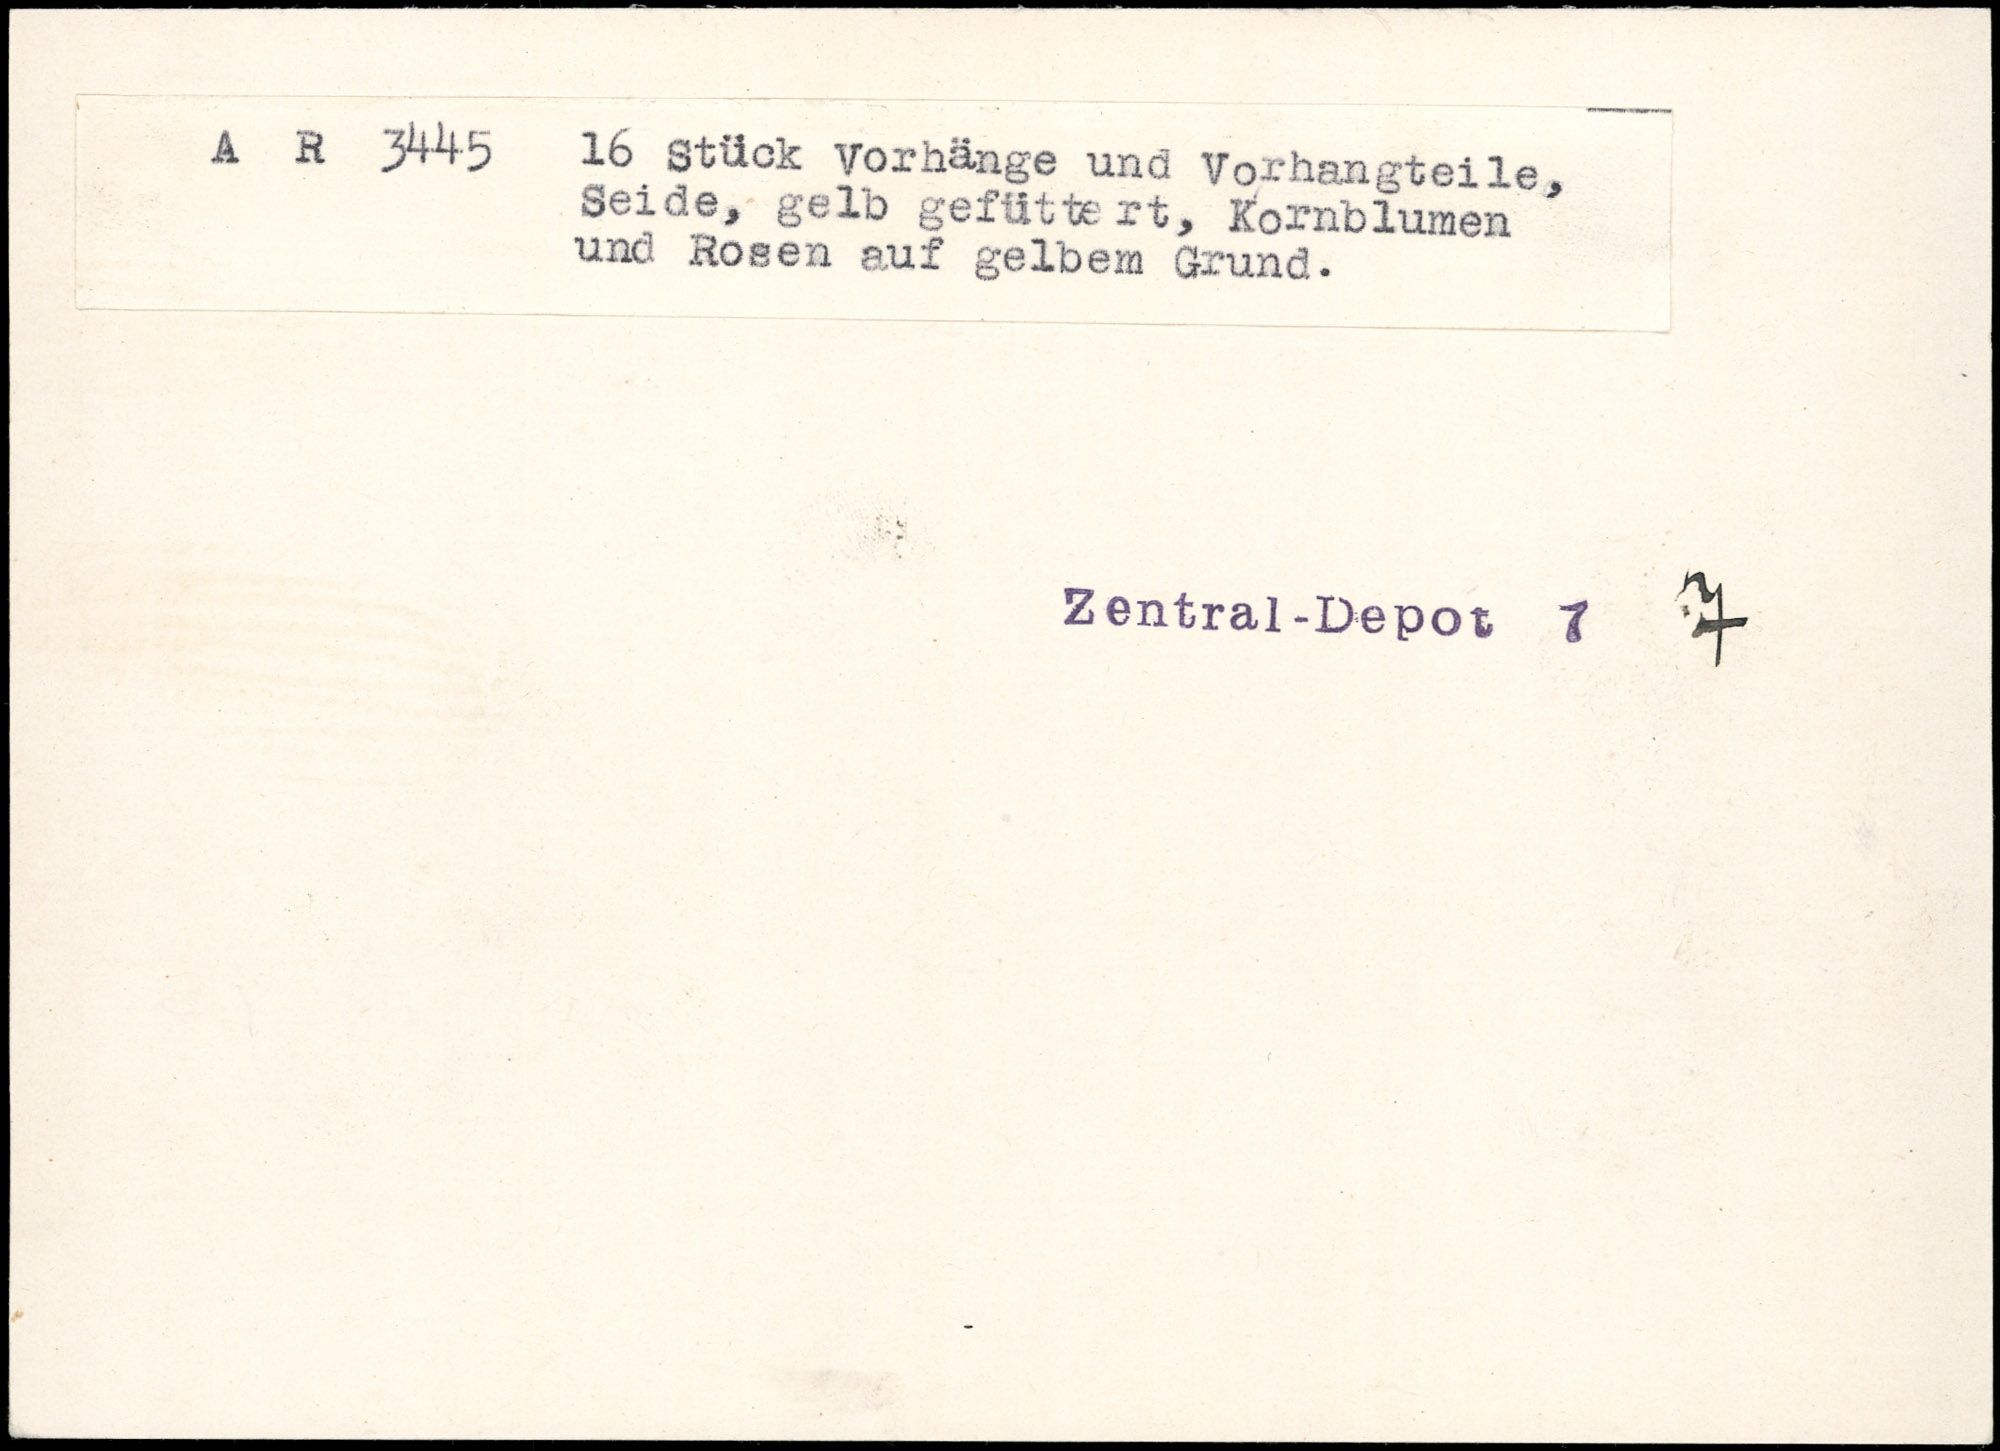 A R 3445 16 Stück Vorhänge und Vorhangteile,
Seide, gelb gefüttert, Kornblumen
und Rosen auf gelbem Grund.
Zentral-Depot 7